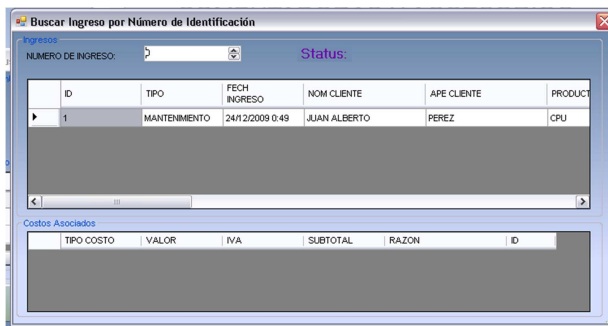 Buscar Ingreso por Número de Identificación
Ingresos
NUMERO DE INGRESO:
Status:
ID TIPO FECH INGRESO NOM CLIENTE APE CLIENTE PRODUCT
1 MANTENIMIENTO 24/12/2009 0:49 JUAN ALBERTO PEREZ CPU
Costos Asociados
TIPO COSTO VALOR IVA SUBTOTAL RAZON ID